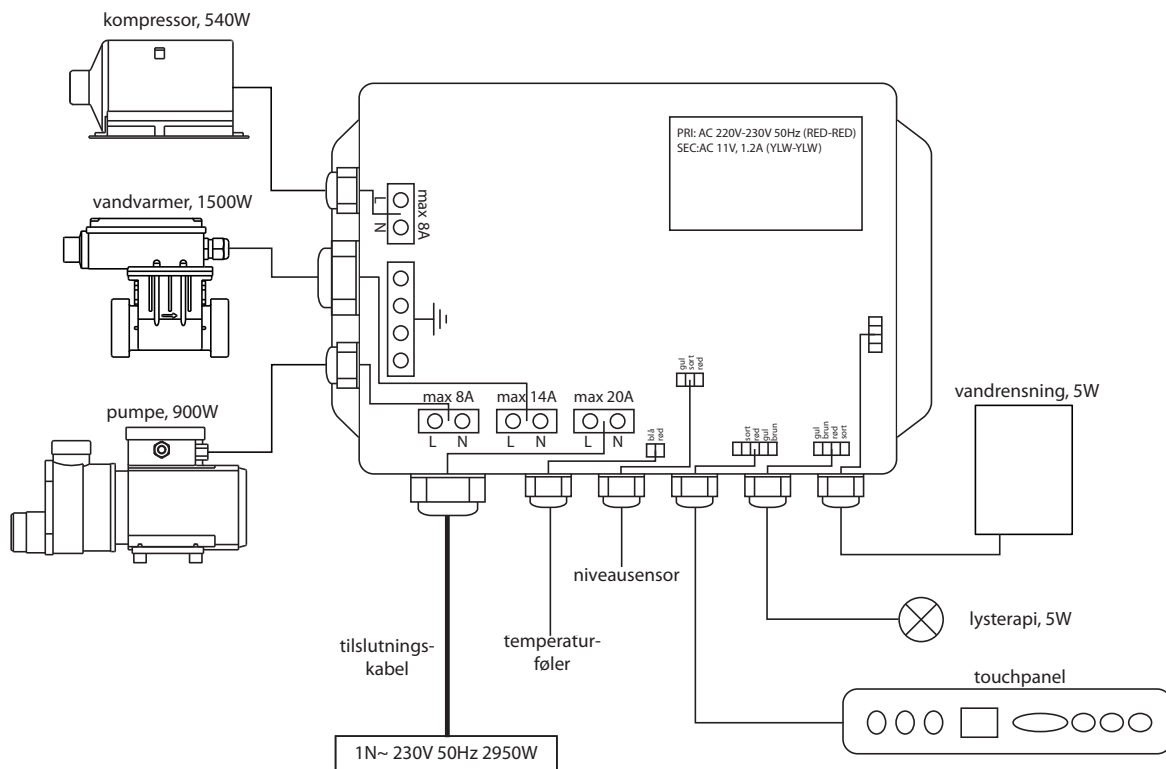 kompressor, 540W
PRI: AC 220V-230V 50Hz (RED-RED)
SEC:AC 11V, 1.2A (YLW-YLW)
L
N
max 8A
vandvarmer, 1500W
gul
sort
rød
max 8A
max 14A
max 20A
L N
L N
L N
blå
rød
sort
rød
gul
brun
gul
brun
rød
sort
pumpe, 900W
vandrensning, 5W
niveausensor
lysterapi, 5W
tilslutnings-
kabel
temperatur-
føler
touchpanel
1N~ 230V 50Hz 2950W